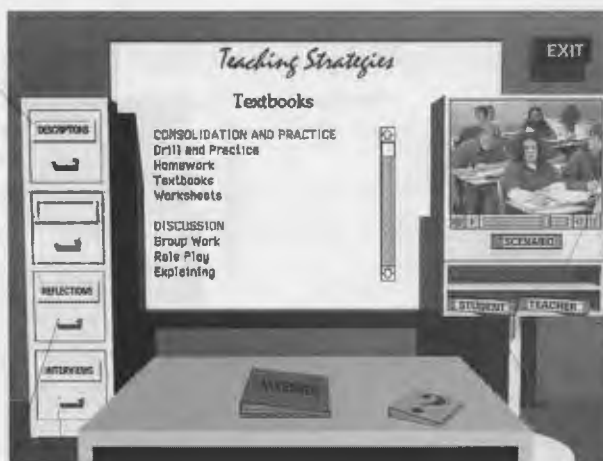 Teaching Strategies
EXIT
Textbooks
DESCRIPTIONS
CONSOLIDATION AND PRACTICE
Drill and Practice
Homework
Textbooks
Worksheets
DISCUSSION
Group Work
Role Play
Explaining
SCENARIO
REFLECTIONS
STUDENT
TEACHER
INTERVIEWS
?